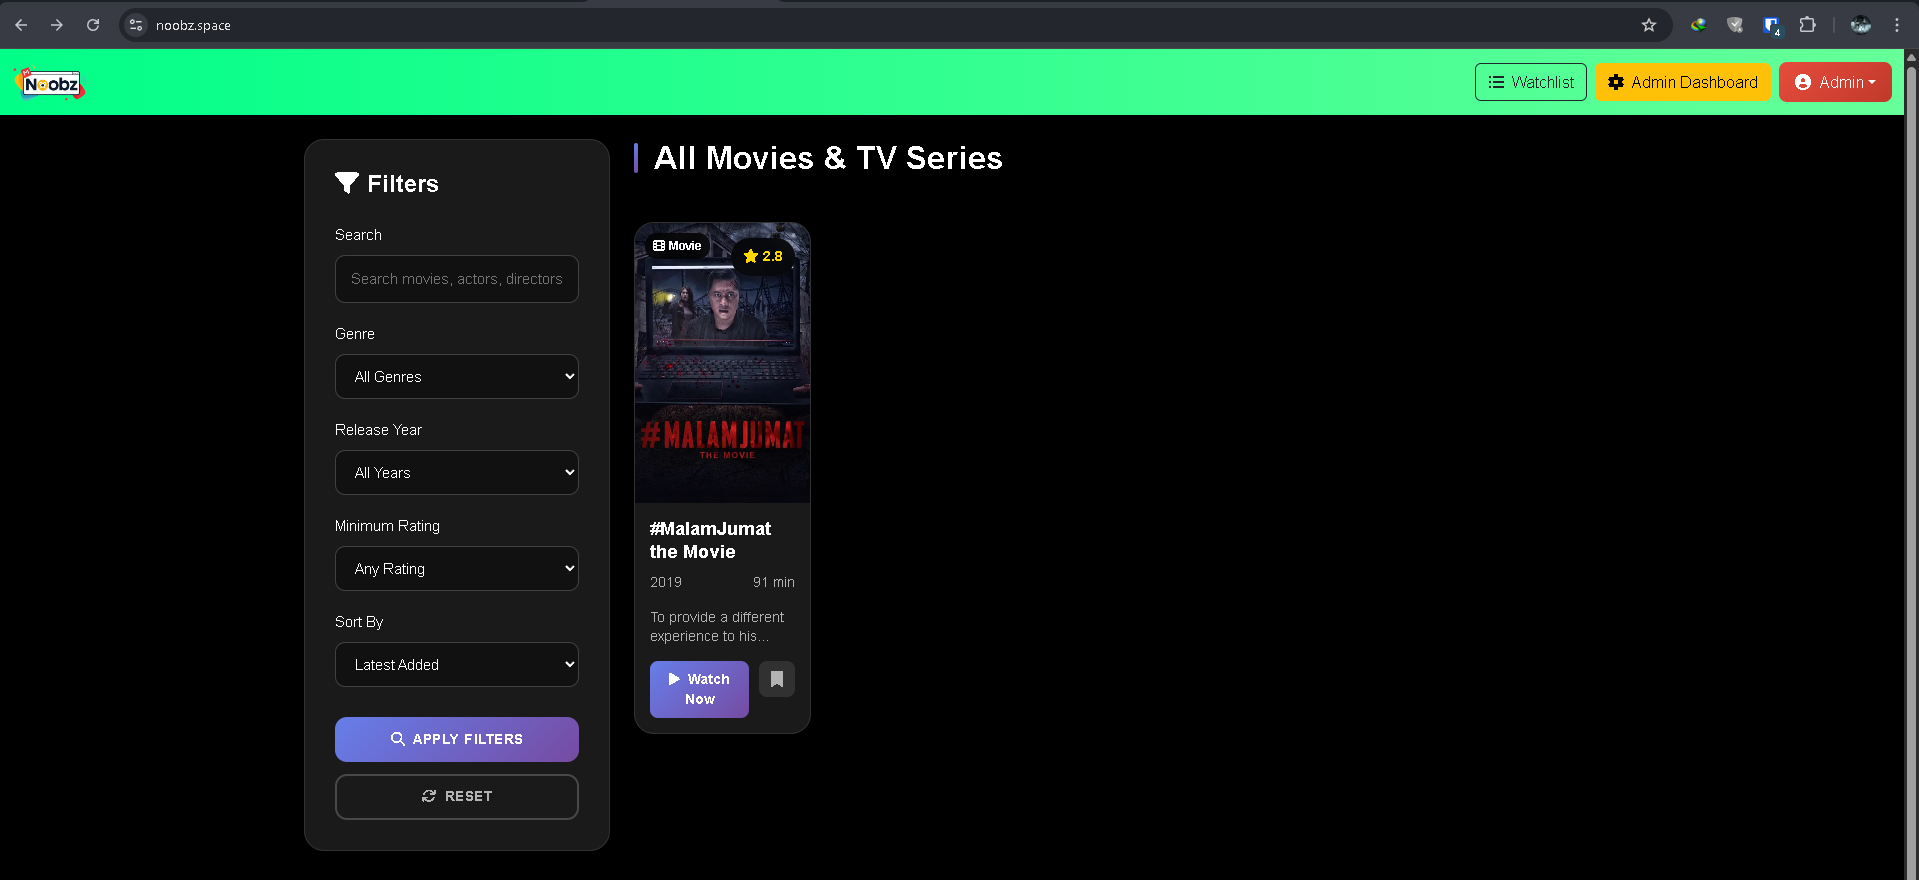 noobz.space
4
Noobz
Watchlist
Admin Dashboard
Admin
Filters
Search
Search movies, actors, directors
Genre
All Genres
Release Year
All Years
Minimum Rating
Any Rating
Sort By
Latest Added
APPLY FILTERS
RESET
All Movies & TV Series
Movie
2.8
#MALAMJUMAT
THE MOVIE
#MalamJumat
the Movie
2019 91 min
To provide a different
experience to his...
Watch
Now